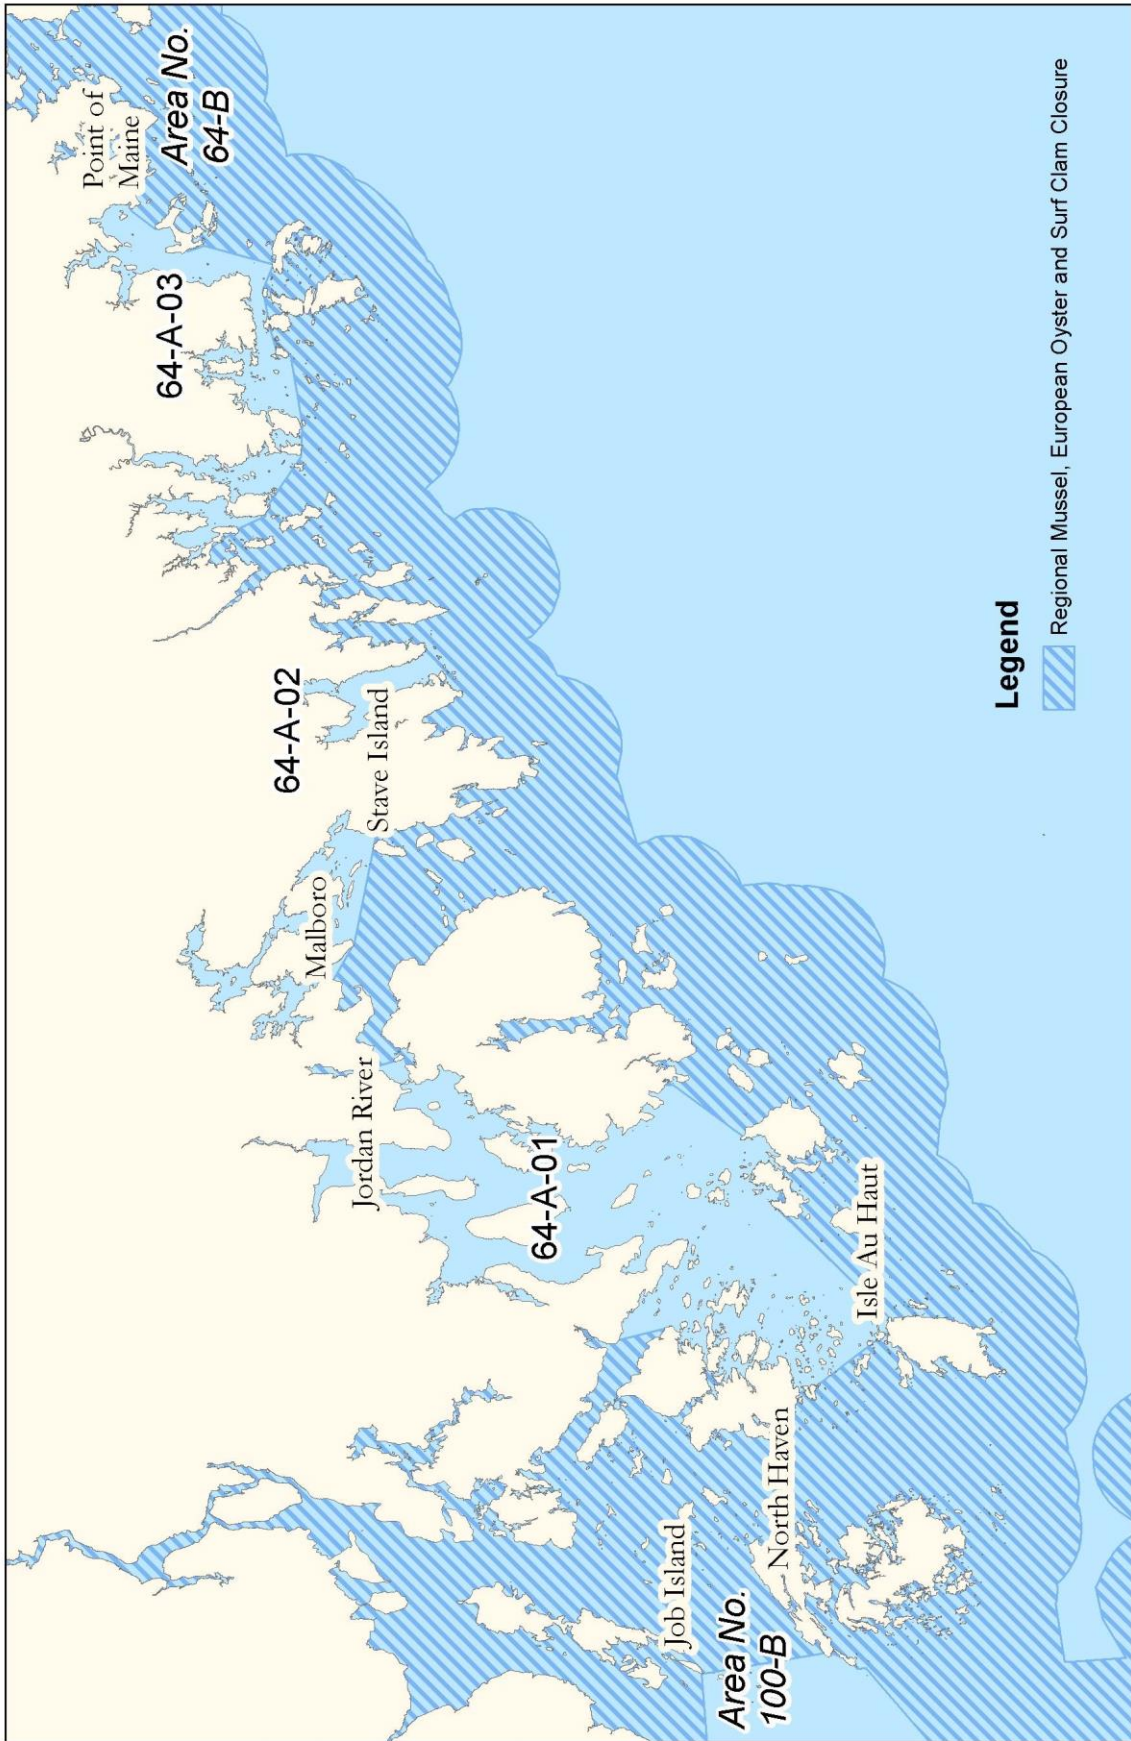 Point of
Maine
Area No.
64-B
64-A-03
64-A-02
Stave Island
Malboro
Jordan River
64-A-01
Isle Au Haut
North Haven
Job Island
Area No.
100-B
Legend
Regional Mussel, European Oyster and Surf Clam Closure